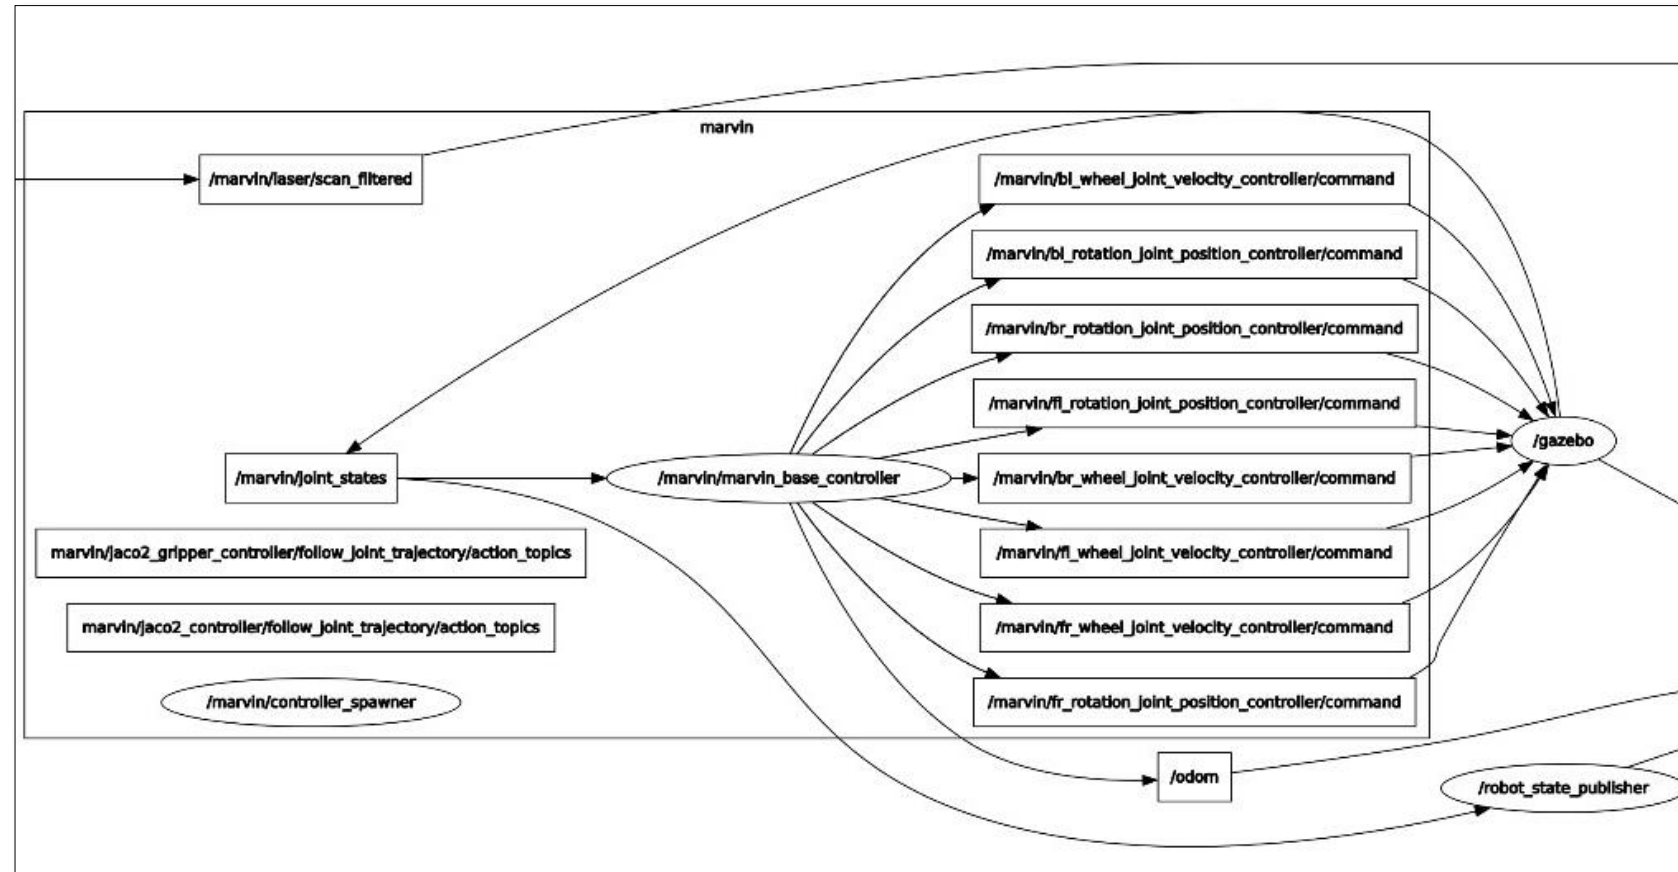 marvin
/marvin/laser/scan_filtered
/marvin/bl_wheel_joint_velocity_controller/command
/marvin/bl_rotation_joint_position_controller/command
/marvin/br_rotation_joint_position_controller/command
/marvin/fl_rotation_joint_position_controller/command
/gazebo
/marvin/joint_states
/marvin/marvin_base_controller
/marvin/br_wheel_joint_velocity_controller/command
marvin/jaco2_gripper_controller/follow_joint_trajectory/action_topics
/marvin/fl_wheel_joint_velocity_controller/command
marvin/jaco2_controller/follow_joint_trajectory/action_topics
/marvin/fr_wheel_joint_velocity_controller/command
/marvin/controller_spawner
/marvin/fr_rotation_joint_position_controller/command
/odom
/robot_state_publisher